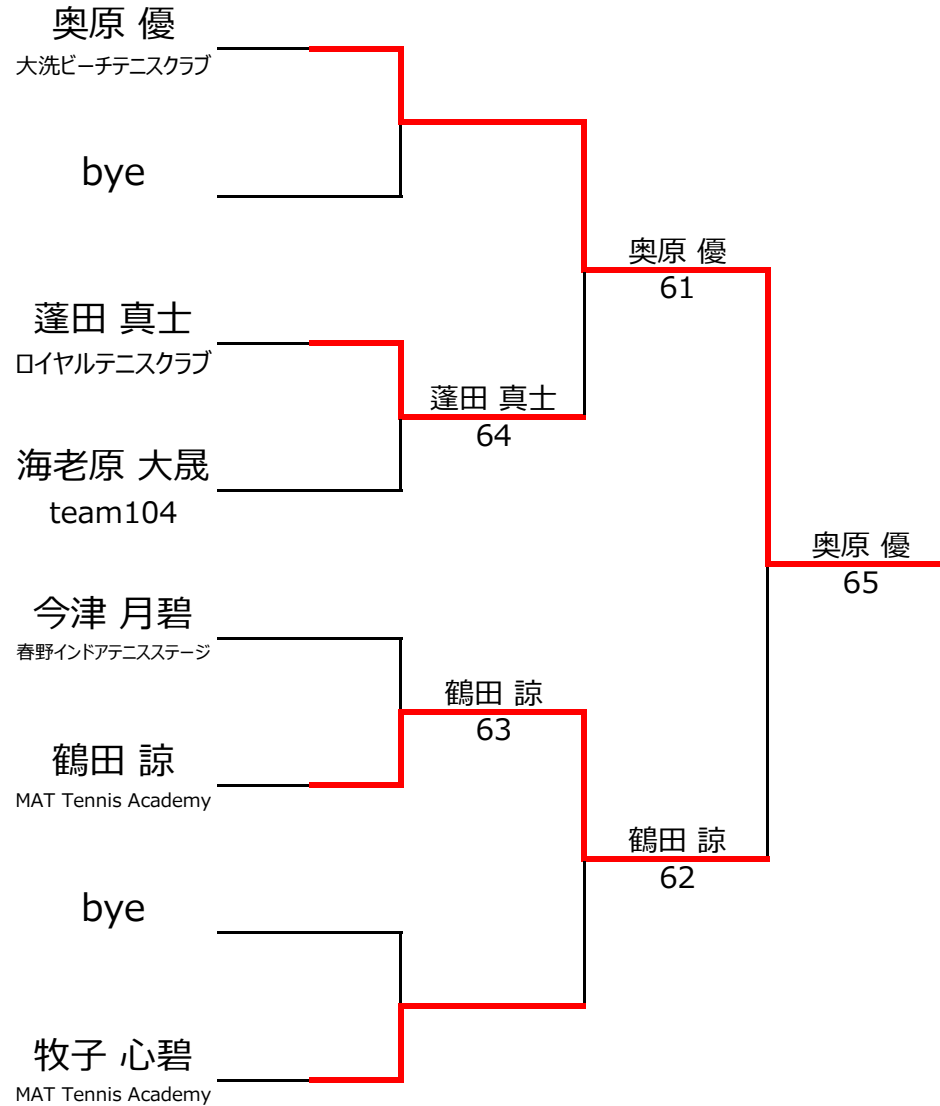 奥原 優
大洗ビーチテニスクラブ
bye
蓬田 真士
ロイヤルテニスクラブ
海老原 大晟
team104
今津 月碧
春野インドアテニスステージ
鶴田 諒
MAT Tennis Academy
bye
牧子 心碧
MAT Tennis Academy
蓬田 真士
64
鶴田 諒
63
奥原 優
61
鶴田 諒
62
奥原 優
65